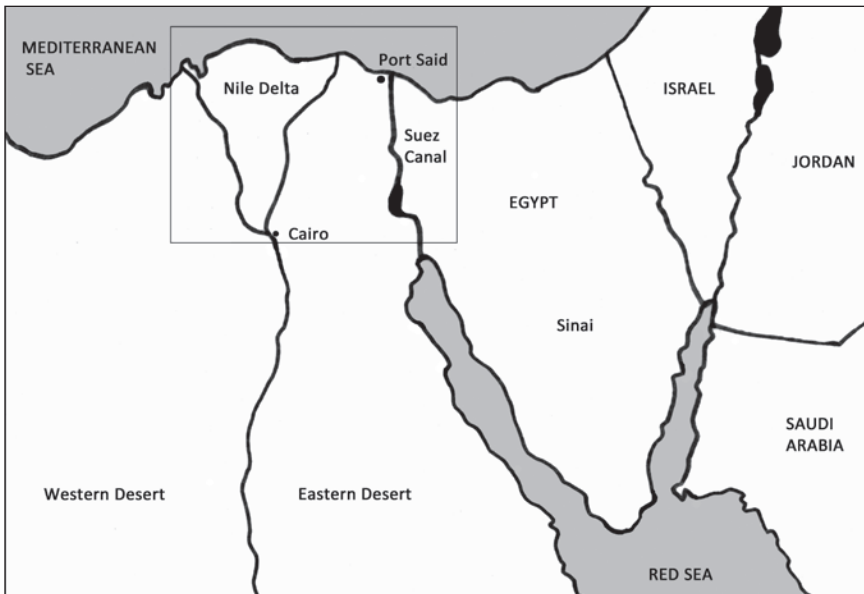 MEDITERRANEAN
SEA
Port Said
Nile Delta
ISRAEL
Suez
Canal
JORDAN
EGYPT
Cairo
Sinai
SAUDI
ARABIA
Western Desert
Eastern Desert
RED SEA